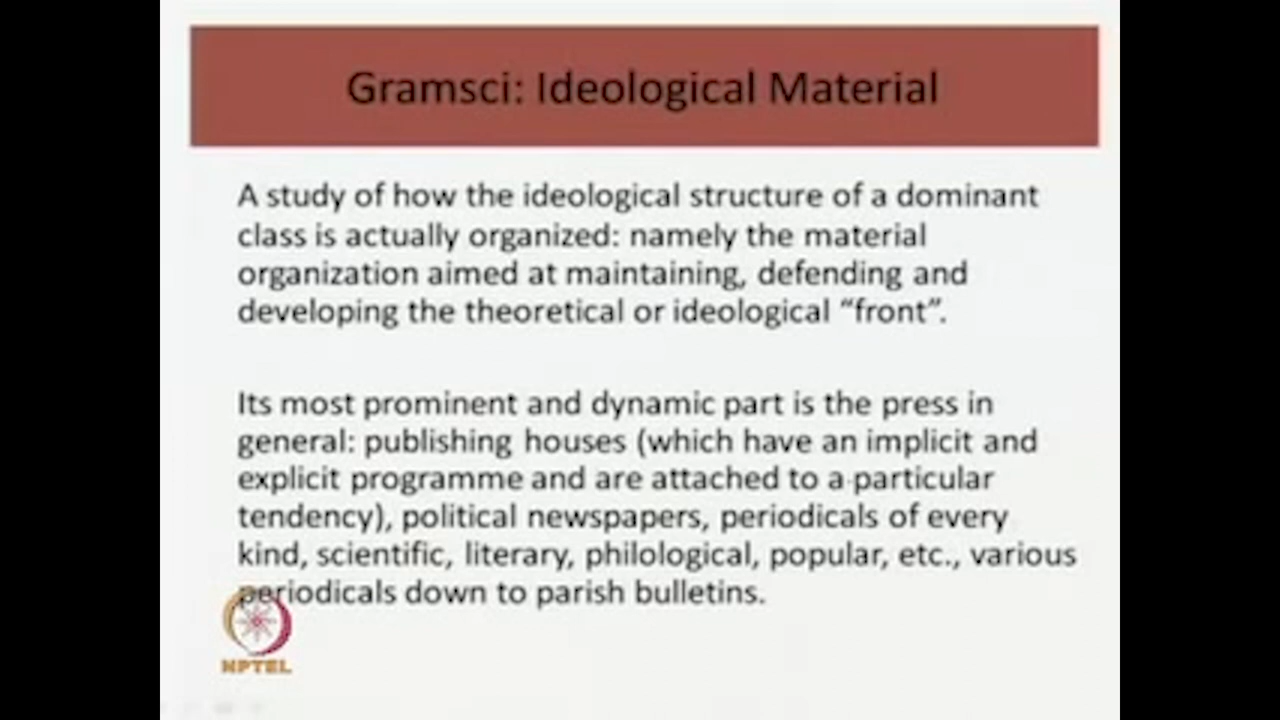 Gramsci: Ideological Material
A study of how the ideological structure of a dominant
class is actually organized: namely the material
organization aimed at maintaining, defending and
developing the theoretical or ideological “front”.
Its most prominent and dynamic part is the press in
general: publishing houses (which have an implicit and
explicit programme and are attached to a particular
tendency), political newspapers, periodicals of every
kind, scientific, literary, philological, popular, etc., various
periodicals down to parish bulletins.
NPTEL